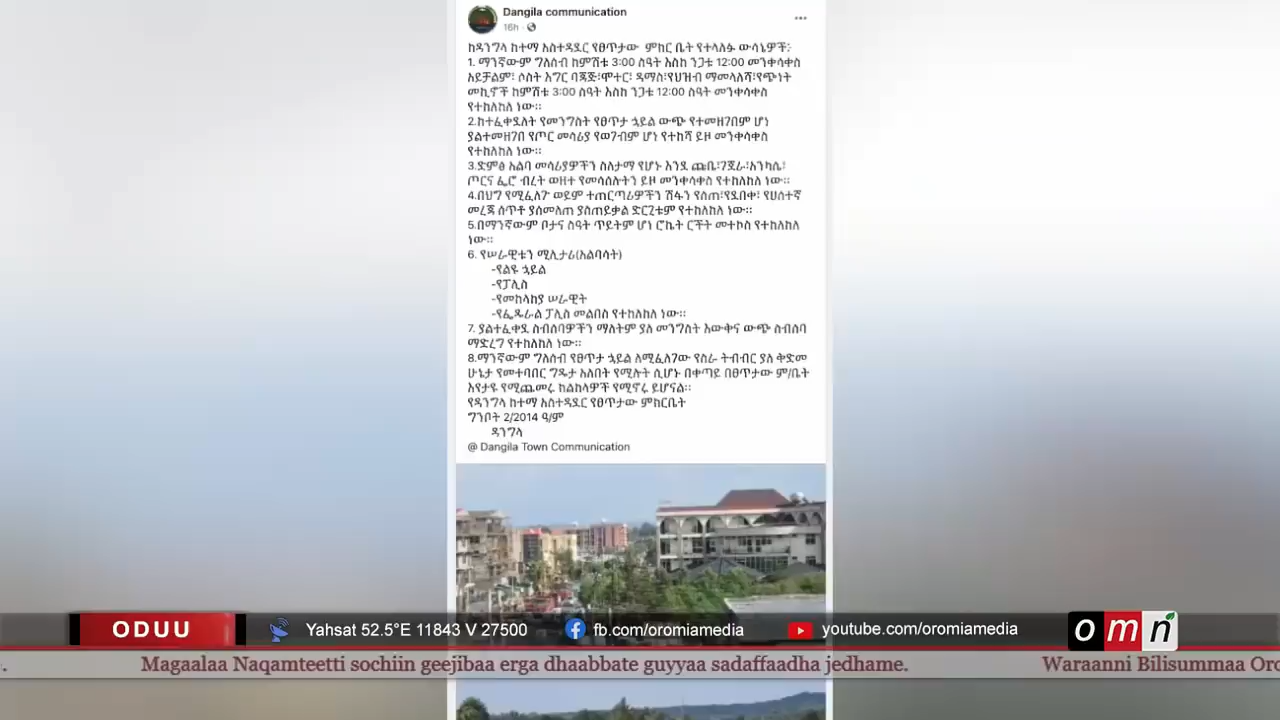 Dangila communication
16h ·
ከዳንግላ ከተማ አስተዳደር የፀጥታው ምክር ቤት የተላለፉ ውሳኔዎች፦
1. ማንኛውም ግለሰብ ከምሽቱ 3:00 ሰዓት እስከ ንጋቱ 12:00 መንቀሳቀስ
አይቻልም፣ ሶስት እግር ባጃጅ፣ሞተር፣ ዳማስ፣የህዝብ ማመላለሻ፣የጭነት
መኪኖች ከምሽቱ 3:00 ሰዓት እስከ ንጋቱ 12:00 ሰዓት መንቀሳቀስ
የተከለከለ ነው።
2.ከተፈቀደለት የመንግስት የፀጥታ ኃይል ውጭ የተመዘገበም ሆነ
ያልተመዘገበ የጦር መሳሪያ የወገብም ሆነ የተከሻ ይዞ መንቀሳቀስ
የተከለከለ ነው።
3.ድምፅ አልባ መሳሪያዎችን ስለታማ የሆኑ እንደ ጩቤ፣ገጀራ፣አንካሴ፣
ጦርና ፌሮ ብረት ወዘተ የመሳሰሉትን ይዞ መንቀሳቀስ የተከለከለ ነው።
4.በህግ የሚፈለጉ ወይም ተጠርጣሪዎችን ሽፋን የሰጠ፣የደበቀ፣ የሀሰተኛ
መረጃ ሰጥቶ ያስመለጠ ያስጠይቃል ድርጊቱም የተከለከለ ነው።
5.በማንኛውም ቦታና ሰዓት ጥይትም ሆነ ሮኬት ርችት መተኮስ የተከለከለ
ነው።
6. የሠራዊቱን ሚሊታሪ(አልባሳት)
-የልዩ ኃይል
-የፓሊስ
-የመከላከያ ሠራዊት
-የፌዱራል ፓሊስ መልበስ የተከለከለ ነው።
7. ያልተፈቀደ ስብሰባዎችን ማለትም ያለ መንግስት እውቅና ውጭ ስብሰባ
ማድረግ የተከለከለ ነው።
8.ማንኛውም ግለሰብ የፀጥታ ኃይል ለሚፈለገው የስራ ትብብር ያለ ቅድመ
ሁኔታ የመተባበር ግዴታ አለበት የሚሉት ሲሆኑ በቀጣይ በፀጥታው ም/ቤት
እየታዩ የሚጨመሩ ክልከላዎች የሚኖሩ ይሆናል።
የዳንግላ ከተማ አስተዳደር የፀጥታው ምክርቤት
ግንቦት 2/2014 ዓ/ም
ዳንግላ
@ Dangila Town Communication
ODUU
Yahsat 52.5°E 11843 V 27500
fb.com/oromiamedia
youtube.com/oromiamedia
omn
Magaalaa Naqamteetti sochiin geejibaa erga dhaabbate guyyaa sadaffaadha jedhame.
Waraanni Bilisummaa